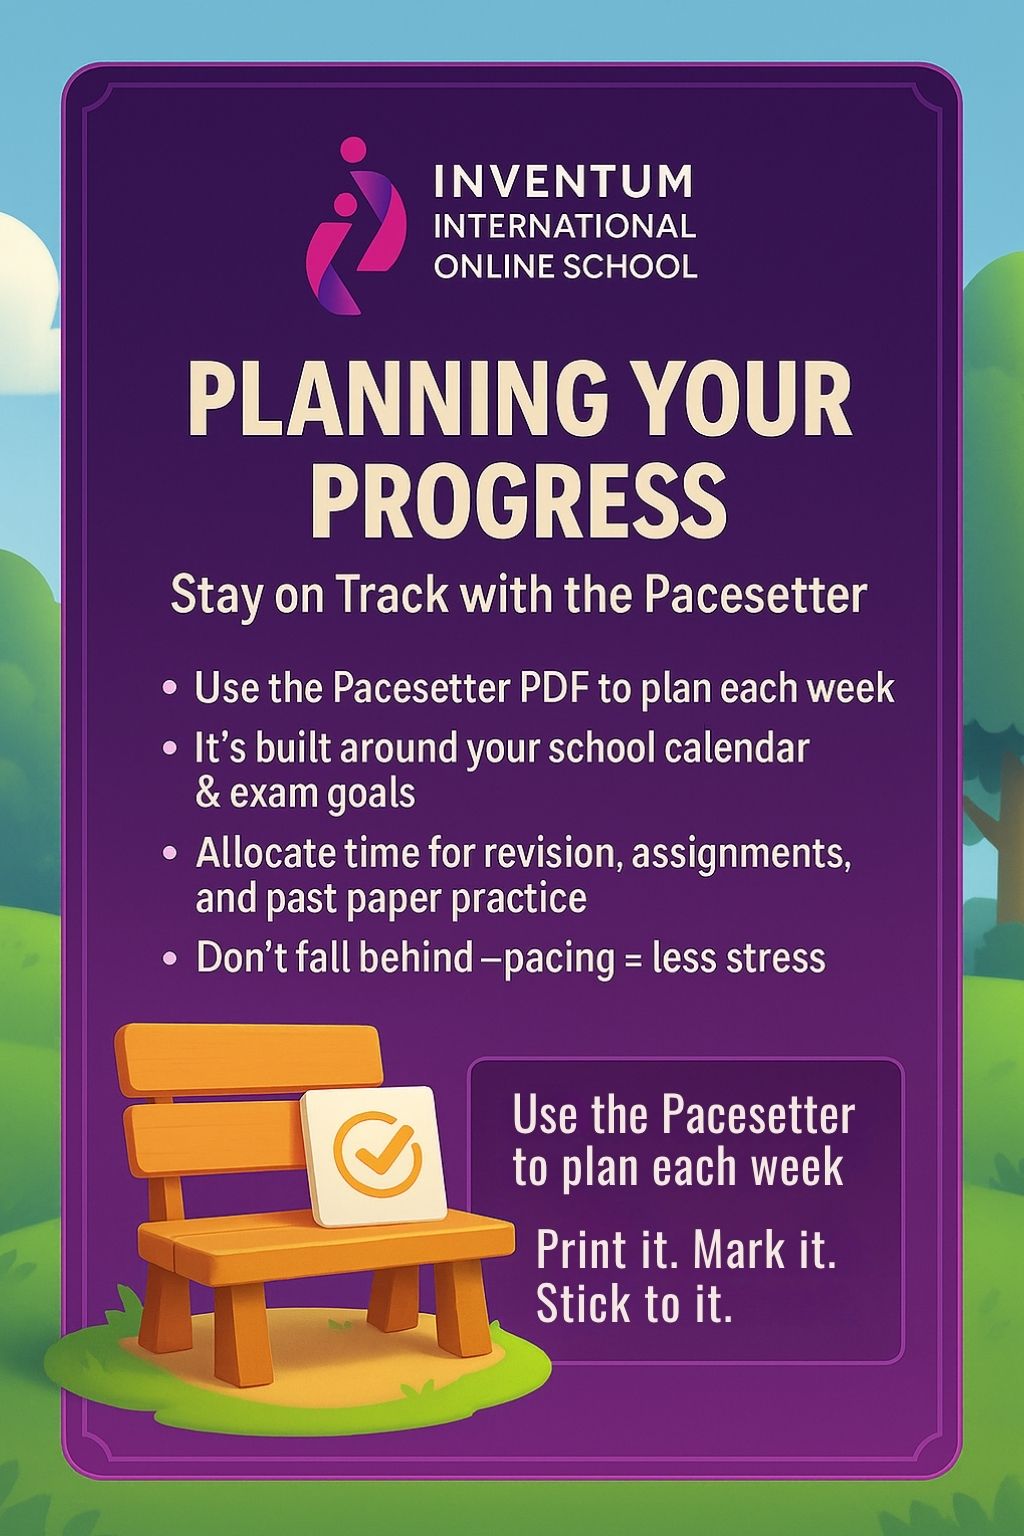 INVENTUM
INTERNATIONAL
ONLINE SCHOOL
PLANNING YOUR
PROGRESS
Stay on Track with the Pacesetter
• Use the Pacesetter PDF to plan each week
• It's built around your school calendar
& exam goals
• Allocate time for revision, assignments,
and past paper practice
• Don't fall behind –pacing = less stress
Use the Pacesetter
to plan each week
Print it. Mark it.
Stick to it.